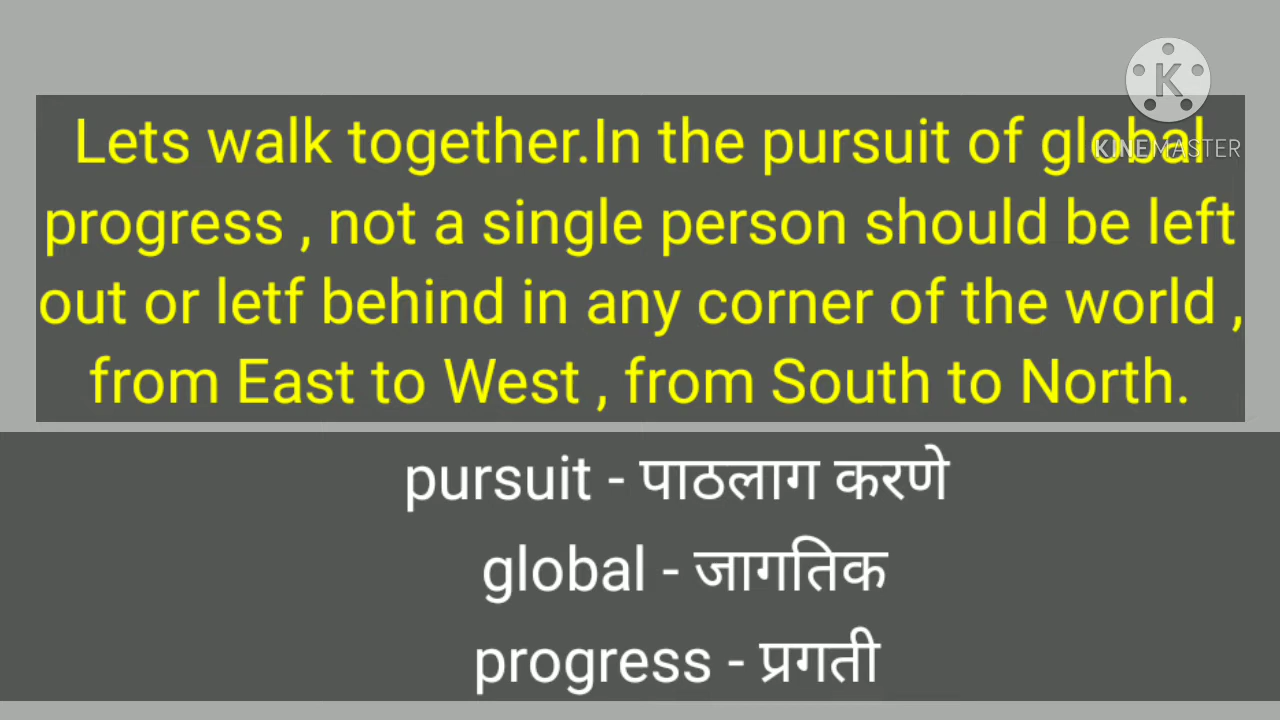 Lets walk together.In the pursuit of global
KINEMASTER
progress , not a single person should be left
out or letf behind in any corner of the world ,
from East to West , from South to North.
pursuit - पाठलाग करणे
global - जागतिक
progress - प्रगती